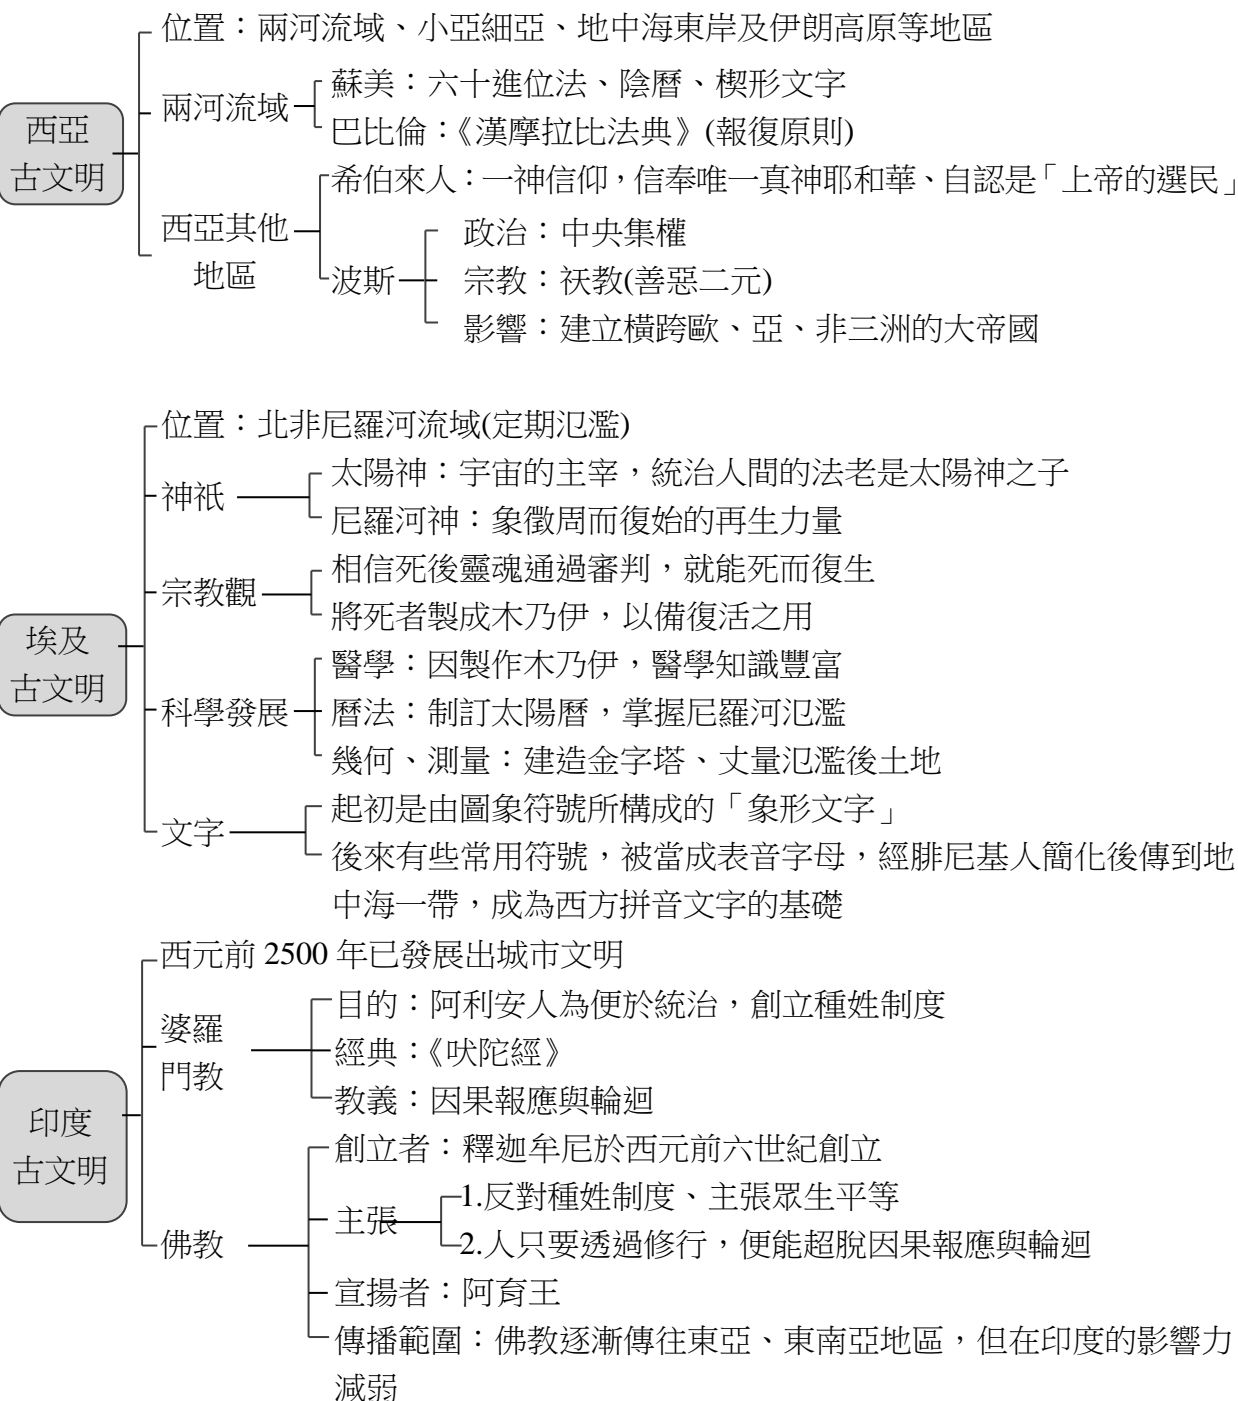 位置：兩河流域、小亞細亞、地中海東岸及伊朗高原等地區
西亞
古文明
兩河流域
蘇美：六十進位法、陰曆、楔形文字
巴比倫：《漢摩拉比法典》(報復原則)
西亞其他
地區
希伯來人：一神信仰，信奉唯一真神耶和華、自認是「上帝的選民」
波斯
政治：中央集權
宗教：祆教(善惡二元)
影響：建立橫跨歐、亞、非三洲的大帝國
埃及
古文明
位置：北非尼羅河流域(定期氾濫)
神祇
太陽神：宇宙的主宰，統治人間的法老是太陽神之子
尼羅河神：象徵周而復始的再生力量
宗教觀
相信死後靈魂通過審判，就能死而復生
將死者製成木乃伊，以備復活之用
科學發展
醫學：因製作木乃伊，醫學知識豐富
曆法：制訂太陽曆，掌握尼羅河氾濫
幾何、測量：建造金字塔、丈量氾濫後土地
文字
起初是由圖象符號所構成的「象形文字」
後來有些常用符號，被當成表音字母，經腓尼基人簡化後傳到地
中海一帶，成為西方拼音文字的基礎
印度
古文明
西元前 2500 年已發展出城市文明
婆羅
門教
目的：阿利安人為便於統治，創立種姓制度
經典：《吠陀經》
教義：因果報應與輪迴
佛教
創立者：釋迦牟尼於西元前六世紀創立
主張
1.反對種姓制度、主張眾生平等
2.人只要透過修行，便能超脫因果報應與輪迴
宣揚者：阿育王
傳播範圍：佛教逐漸傳往東亞、東南亞地區，但在印度的影響力
減弱